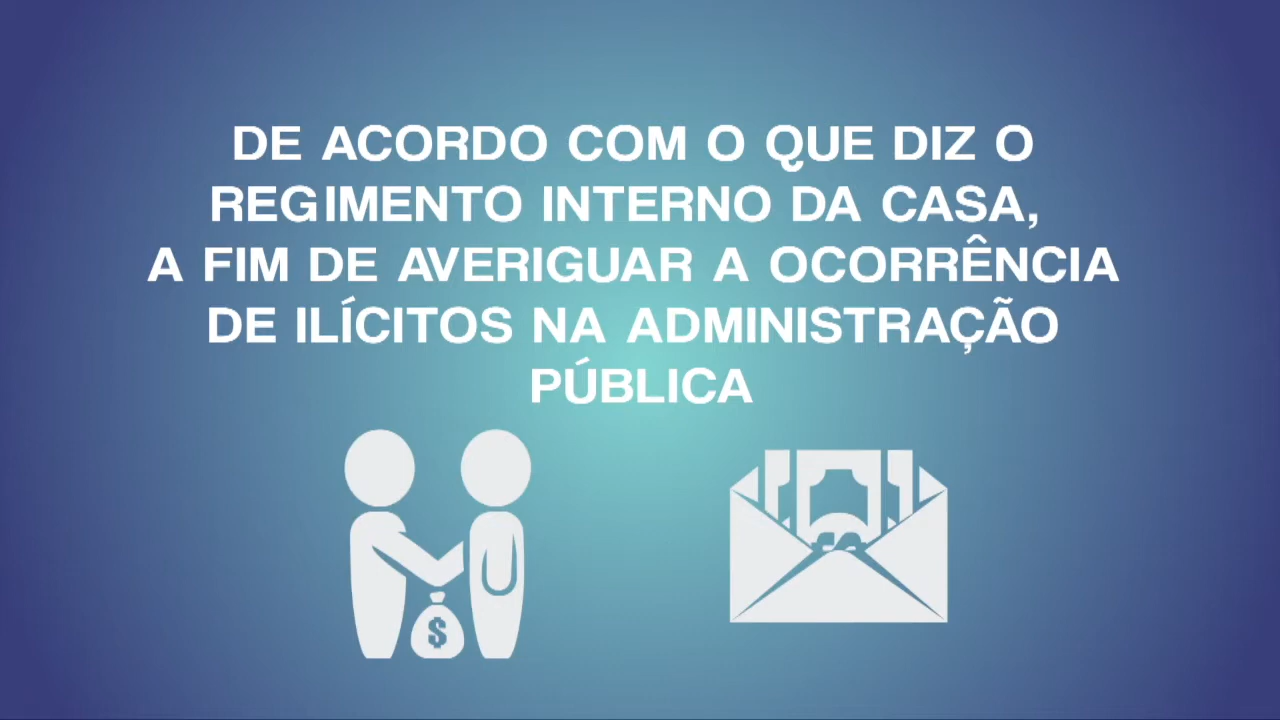 DE ACORDO COM O QUE DIZ O
REGIMENTO INTERNO DA CASA,
A FIM DE AVERIGUAR A OCORRÊNCIA
DE ILÍCITOS NA ADMINISTRAÇÃO
PÚBLICA
$